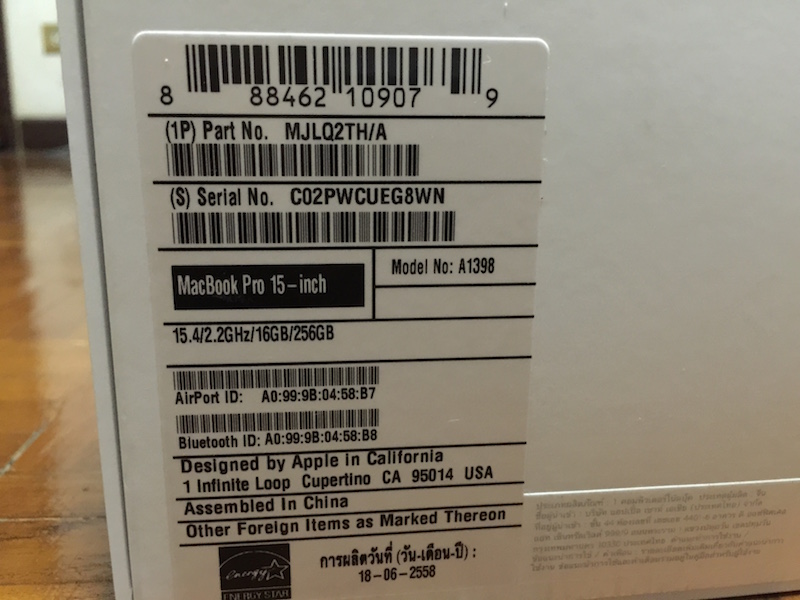 8 88462 10907 9
(1P) Part No. MJLQ2TH/A
(S) Serial No. C02PWCUEG8WN
MacBook Pro 15-inch
Model No: A1398
15.4/2.2GHz/16GB/256GB
AirPort ID: A0:99:9B:04:58:B7
Bluetooth ID: A0:99:9B:04:58:B8
Designed by Apple in California
1 Infinite Loop Cupertino CA 95014 USA
Assembled In China
Other Foreign Items as Marked Thereon
energy
ENERGY STAR
การผลิตวันที่ (วัน-เดือน-ปี) :
18-06-2558